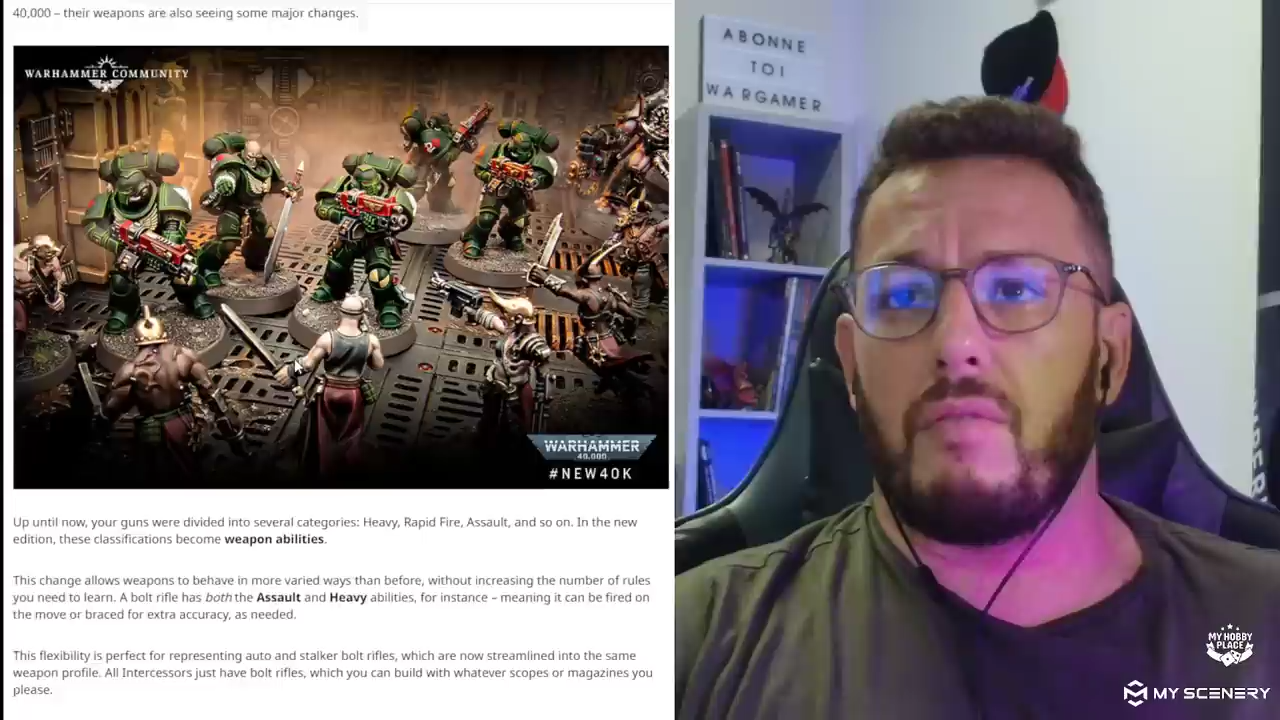 40,000 – their weapons are also seeing some major changes.
WARHAMMER COMMUNITY
WARHAMMER
40,000
#NEW40K
Up until now, your guns were divided into several categories: Heavy, Rapid Fire, Assault, and so on. In the new
edition, these classifications become weapon abilities.
This change allows weapons to behave in more varied ways than before, without increasing the number of rules
you need to learn. A bolt rifle has both the Assault and Heavy abilities, for instance – meaning it can be fired on
the move or braced for extra accuracy, as needed.
This flexibility is perfect for representing auto and stalker bolt rifles, which are now streamlined into the same
weapon profile. All Intercessors just have bolt rifles, which you can build with whatever scopes or magazines you
please.
ABONNE
TOI
WARGAMER
MY HOBBY
PLACE
MY SCENERY